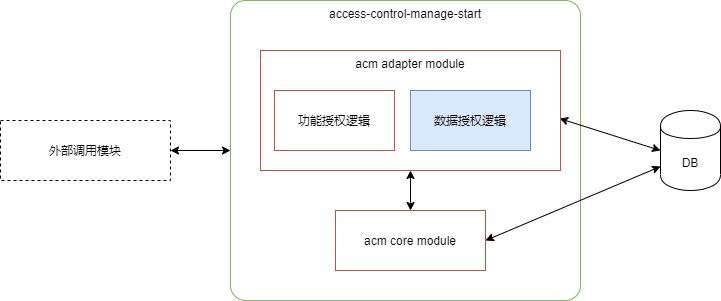 access-control-manage-start
acm adapter module
功能授权逻辑
数据授权逻辑
外部调用模块
DB
acm core module